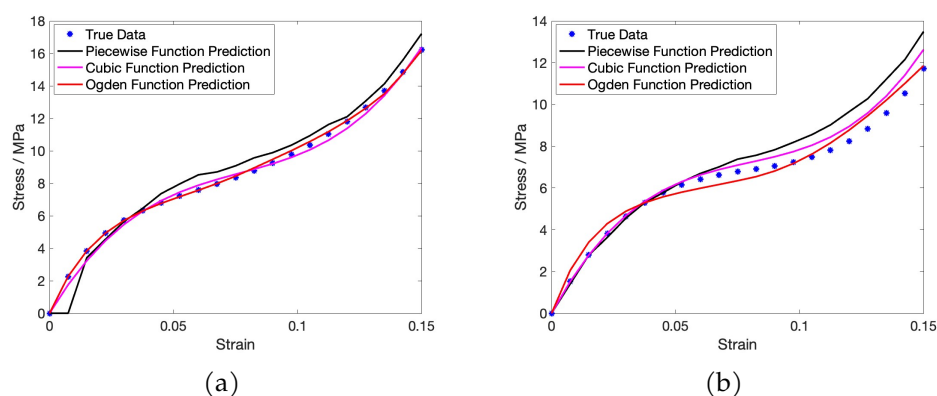 18
16
14
12
10
8
6
4
2
0
Stress / MPa
True Data
Piecewise Function Prediction
Cubic Function Prediction
Ogden Function Prediction
0 0.05 0.1 0.15
Strain
(a)
14
12
10
8
6
4
2
0
Stress / MPa
True Data
Piecewise Function Prediction
Cubic Function Prediction
Ogden Function Prediction
0 0.05 0.1 0.15
Strain
(b)